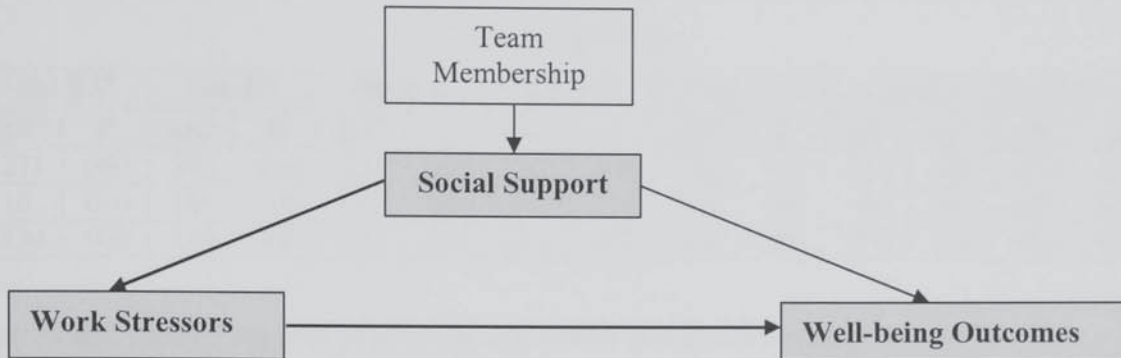 Team
Membership
Social Support
Work Stressors
Well-being Outcomes